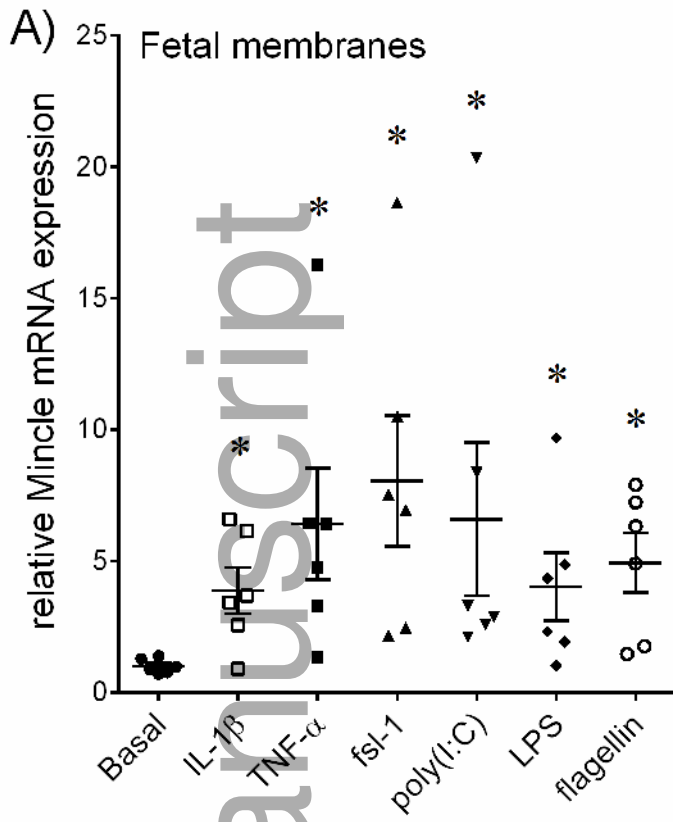 A)
Fetal membranes
relative Mincle mRNA expression
25
20
15
10
5
0
* * * * * *
Basal
IL-1β
TNF-α
fsl-1
poly(I:C)
LPS
flagellin
anuscript